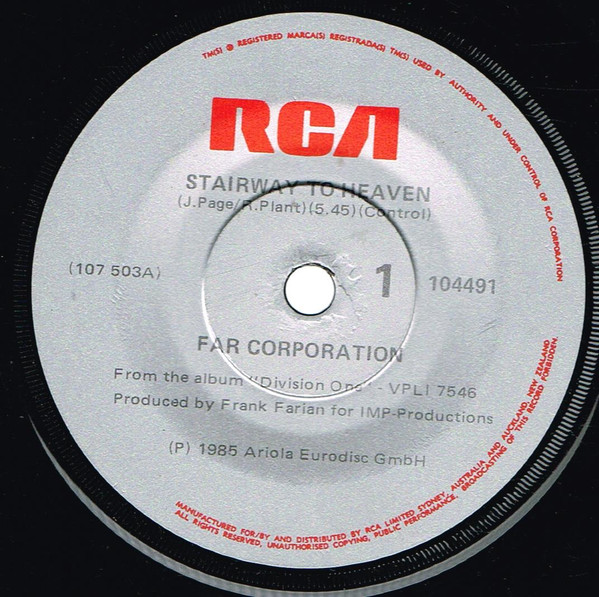 TM(S) ® REGISTERED MARCA(S) REGISTRADA(S) TM(S) USED BY AUTHORITY AND UNDER CONTROL OF RCA CORPORATION
RCA
STAIRWAY TO HEAVEN
(J.Page/R.Plant)(5.45)(Control)
(107 503A)
1
104491
FAR CORPORATION
From the album "Division One" - VPLI 7546
Produced by Frank Farian for IMP-Productions
(P) 1985 Ariola Eurodisc GmbH
MANUFACTURED FOR/BY AND DISTRIBUTED BY RCA LIMITED SYDNEY, AUSTRALIA AND AUCKLAND, NEW ZEALAND
ALL RIGHTS RESERVED, UNAUTHORISED COPYING, PUBLIC PERFORMANCE, BROADCASTING OF THIS RECORD FORBIDDEN.